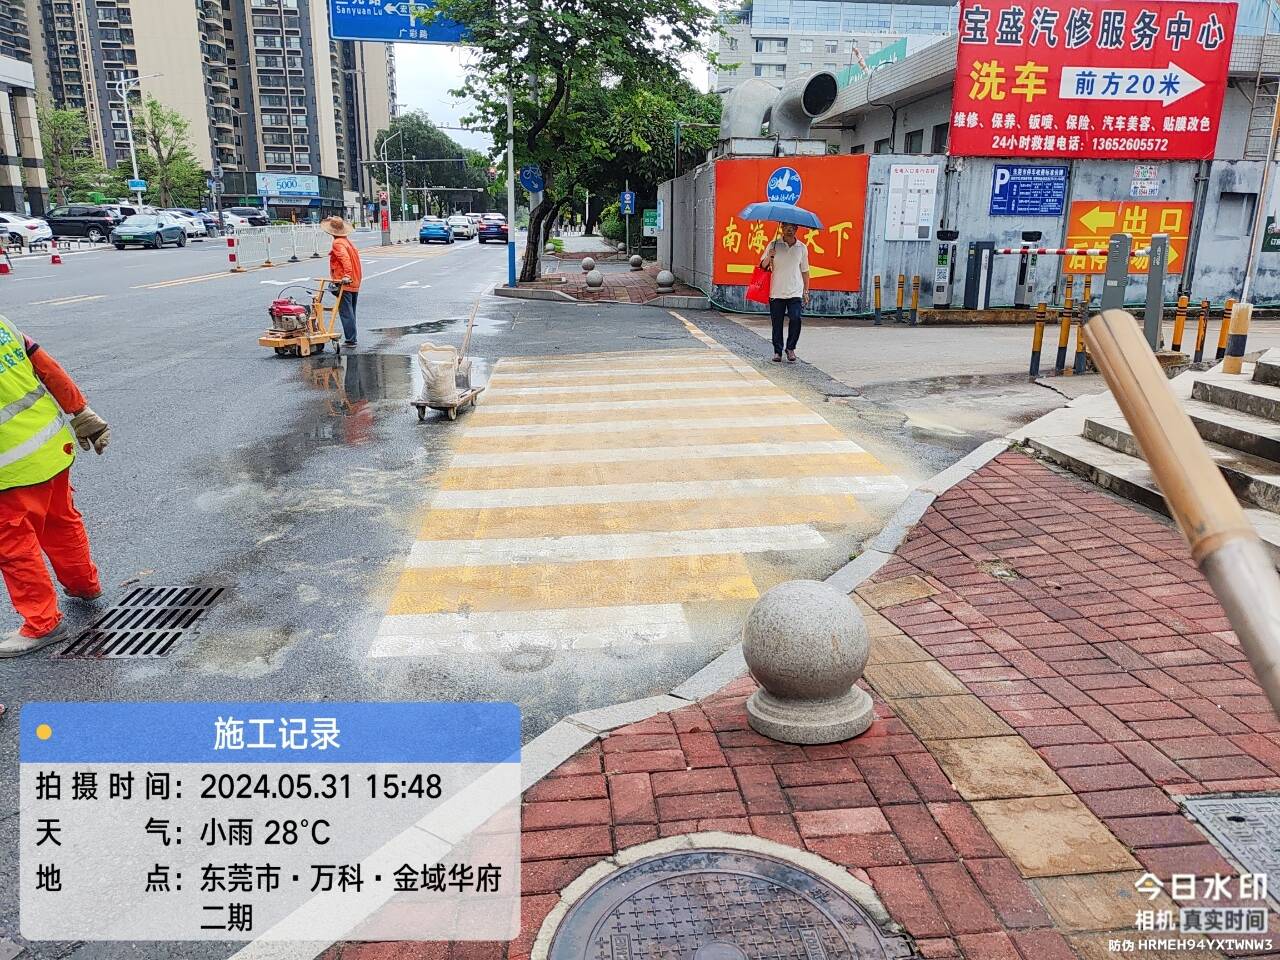 Sanyuan Lu
广彩路
宝盛汽修服务中心
洗车
前方20米
维修、保养、钣喷、保险、汽车美容、贴膜改色
24小时救援电话：13652605572
P
出口
南海
天下
5000
施工记录
拍摄时间：2024.05.31 15:48
天气：小雨 28°C
地点：东莞市·万科·金域华府二期
今日水印
相机 真实时间
防伪 HRMEH94YXTWNW3